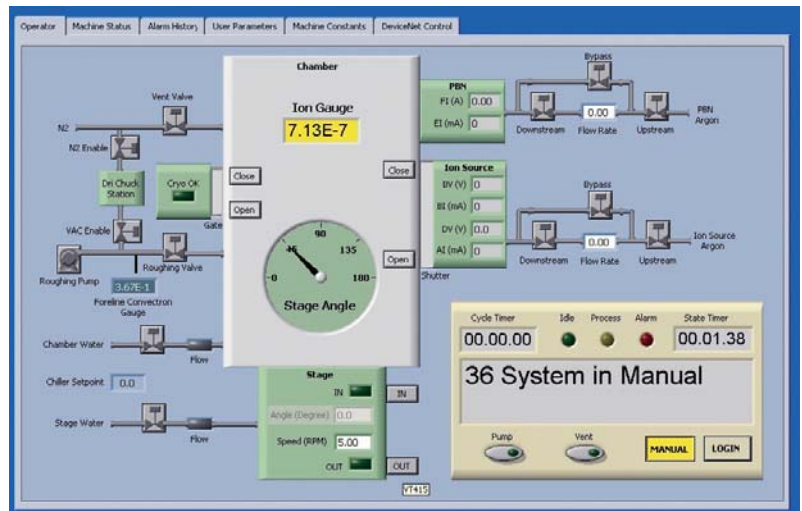 Operator Machine Status Alarm History User Parameters Machine Constants DeviceNet Control
Chamber
Ion Gauge
7.13E-7
Close
Open
Close
Open
0
45
90
135
180
Stage Angle
Vent Valve
N2
N2 Enable
Dri Chuck
Station
Cryo OK
Gate
VAC Enable
Roughing Pump
Roughing Valve
3.67E-1
Foreline Convectron
Gauge
Chamber Water
Flow
Chiller Setpoint 0.0
Stage Water
Flow
PBN
FI (A) 0.00
EI (mA) 0
Bypass
Downstream
0.00
Flow Rate
Upstream
PBN
Argon
Ion Source
DV (V) 0
BI (mA) 0
DV (V) 0.0
AI (mA) 0
Shutter
Bypass
Downstream
0.00
Flow Rate
Upstream
Ion Source
Argon
Stage
IN
IN
Angle (Degree) 0.0
Speed (RPM) 5.00
OUT
OUT
Cycle Timer
00.00.00
Idle
Process
Alarm
State Timer
00.01.38
36 System in Manual
Pump
Vent
MANUAL
LOGIN
VT415